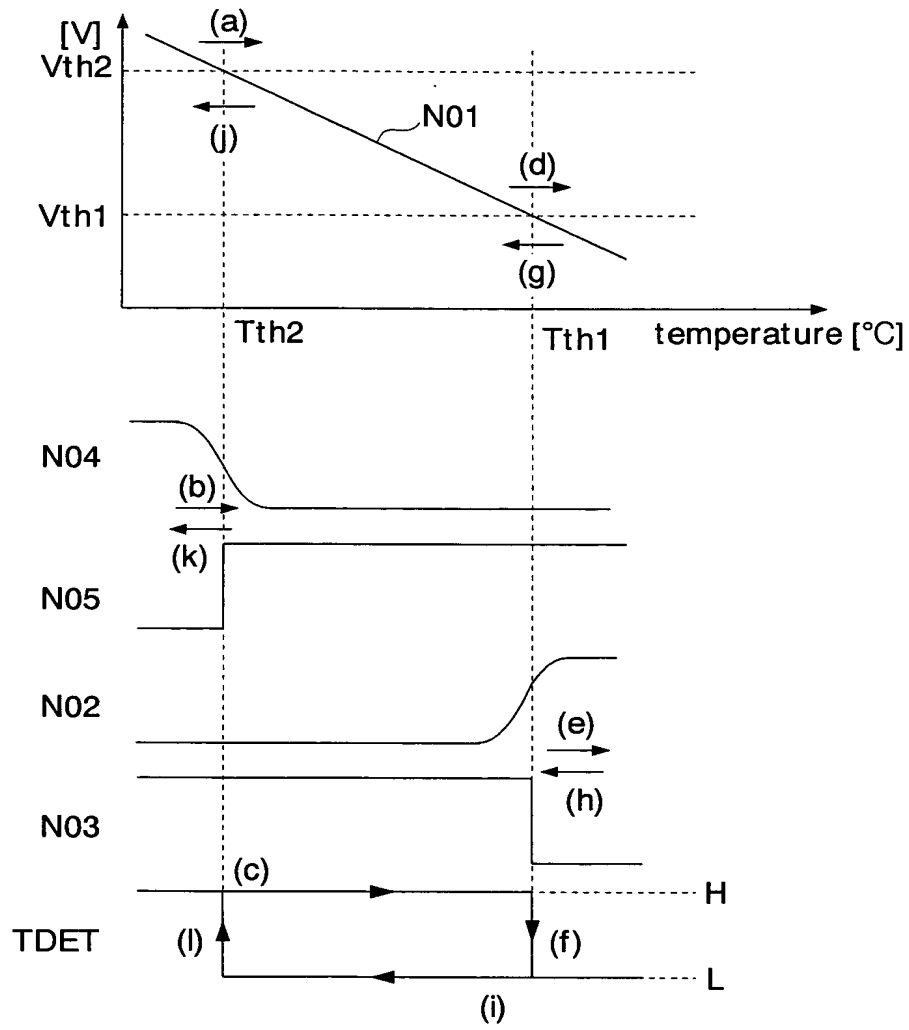 [V]
(a)
Vth2
(j)
N01
(d)
Vth1
(g)
Tth2
Tth1
temperature [°C]
N04
(b)
(k)
N05
N02
(e)
(h)
N03
(c)
H
TDET
(l)
(f)
(i)
L